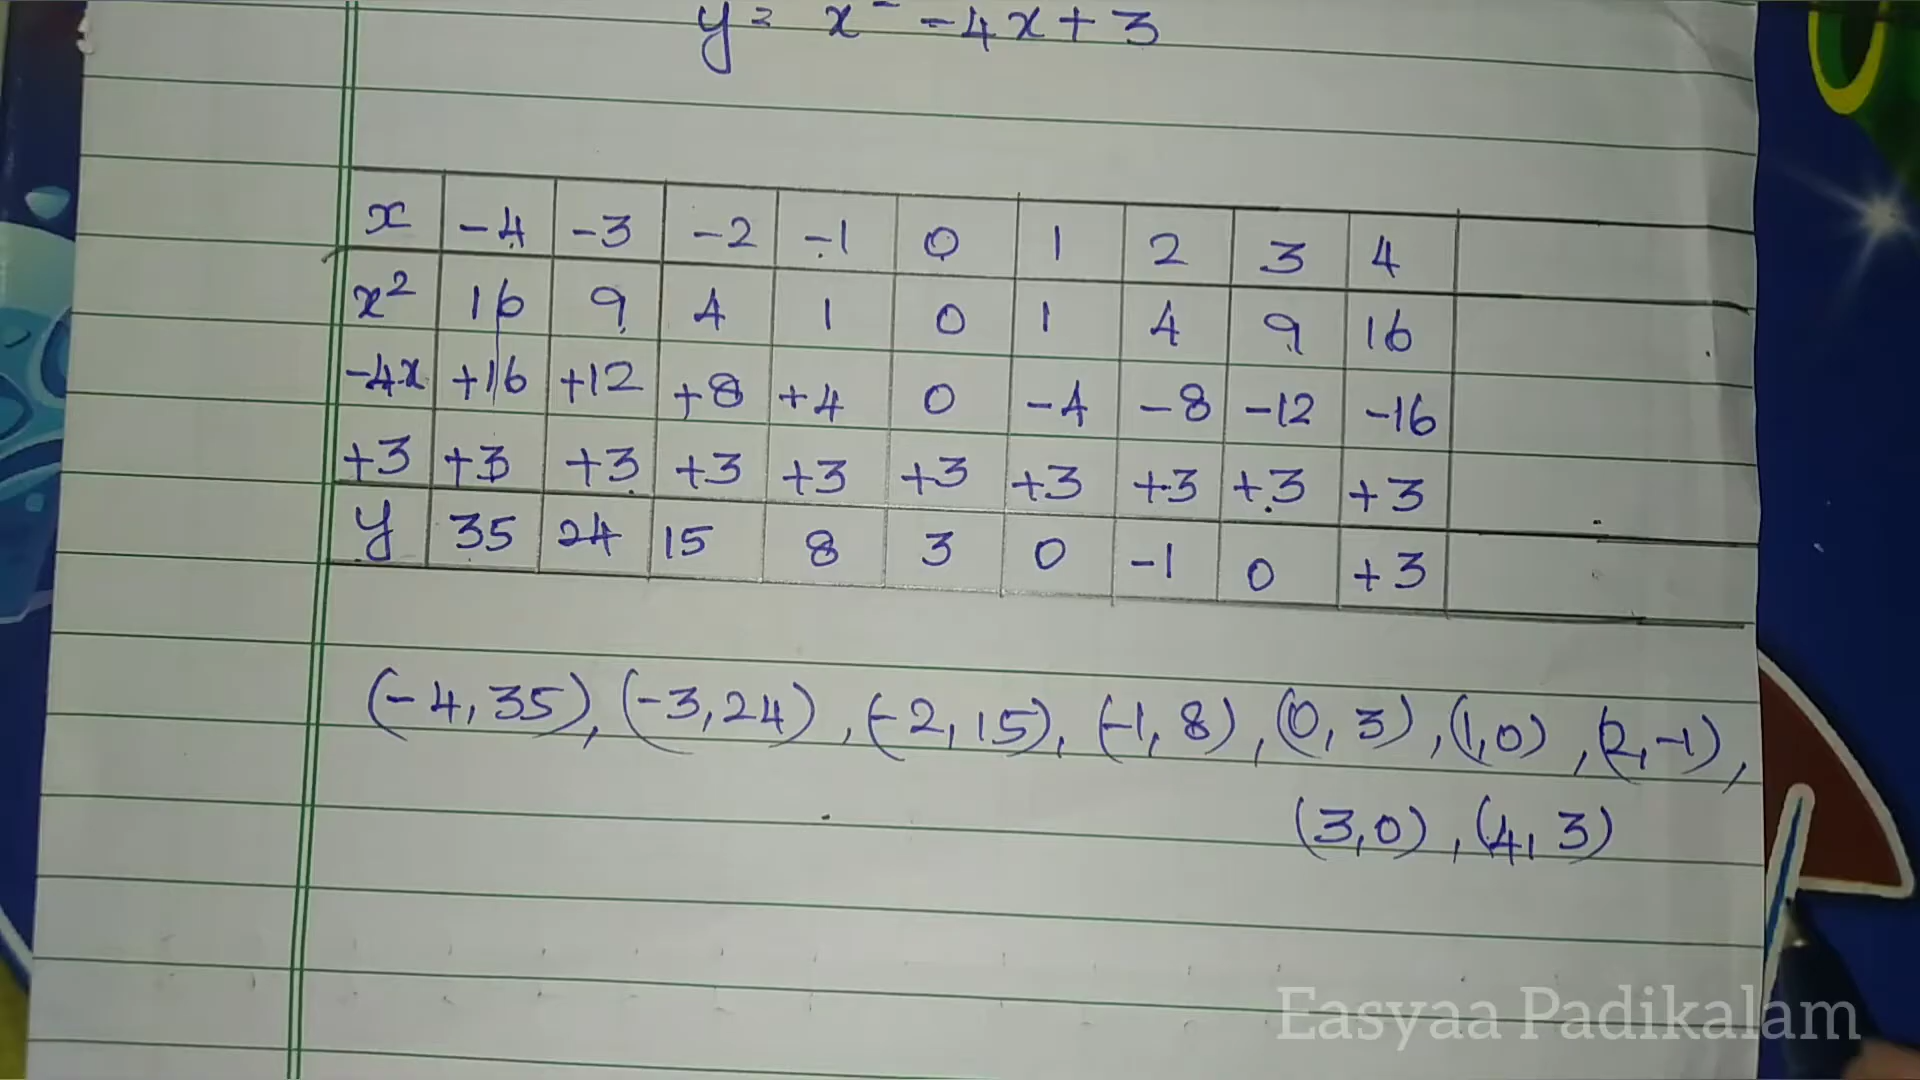 y = x² - 4x + 3
x -4 -3 -2 -1 0 1 2 3 4
x² 16 9 4 1 0 1 4 9 16
-4x +16 +12 +8 +4 0 -4 -8 -12 -16
+3 +3 +3 +3 +3 +3 +3 +3 +3 +3
y 35 24 15 8 3 0 -1 0 +3
(-4,35), (-3,24), (-2,15), (-1,8), (0,3), (1,0), (2,-1),
(3,0), (4,3)
Easyaa Padikalam